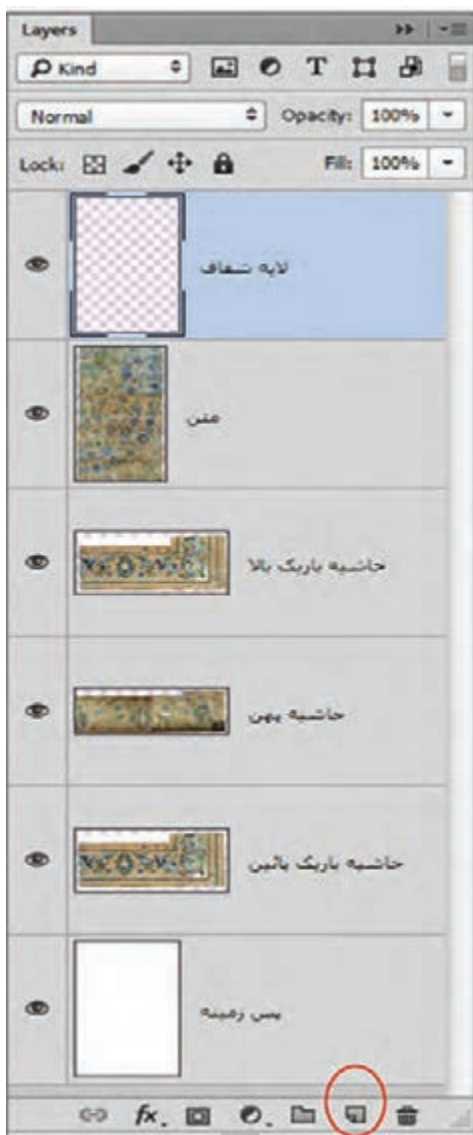 Layers
Kind
Normal Opacity: 100%
Lock: Fill: 100%
لایه شفاف
متن
حاشیه باریک بالا
حاشیه پهن
حاشیه باریک پائین
پس زمینه
fx.